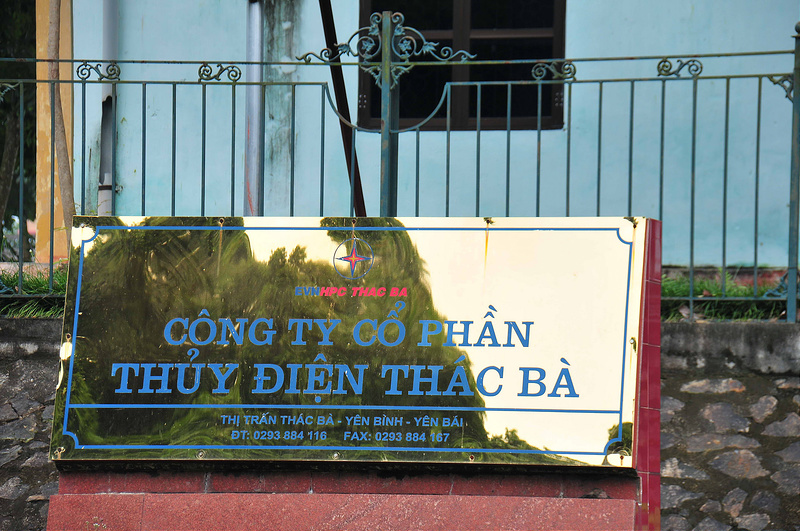 EVNHPC THÁC BÀ
CÔNG TY CỔ PHẦN
THỦY ĐIỆN THÁC BÀ
THỊ TRẤN THÁC BÀ - YÊN BÌNH - YÊN BÁI
ĐT: 0293 884 116 FAX: 0293 884 167